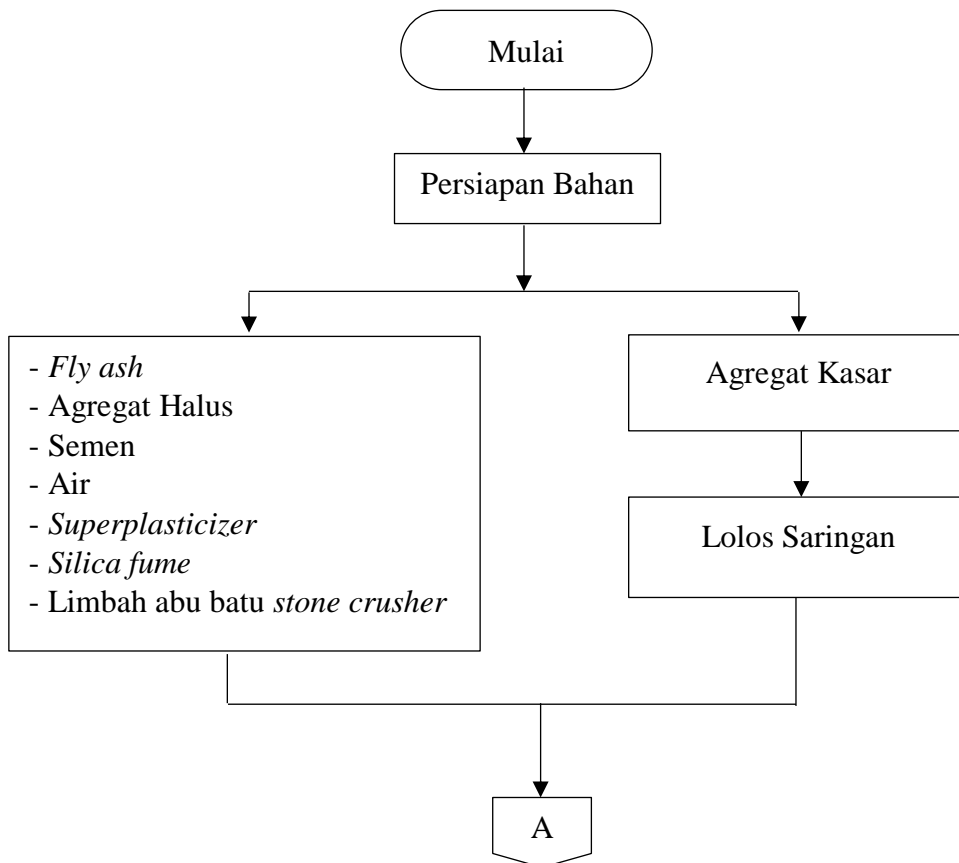 Mulai
Persiapan Bahan
- Fly ash
- Agregat Halus
- Semen
- Air
- Superplasticizer
- Silica fume
- Limbah abu batu stone crusher
Agregat Kasar
Lolos Saringan
A